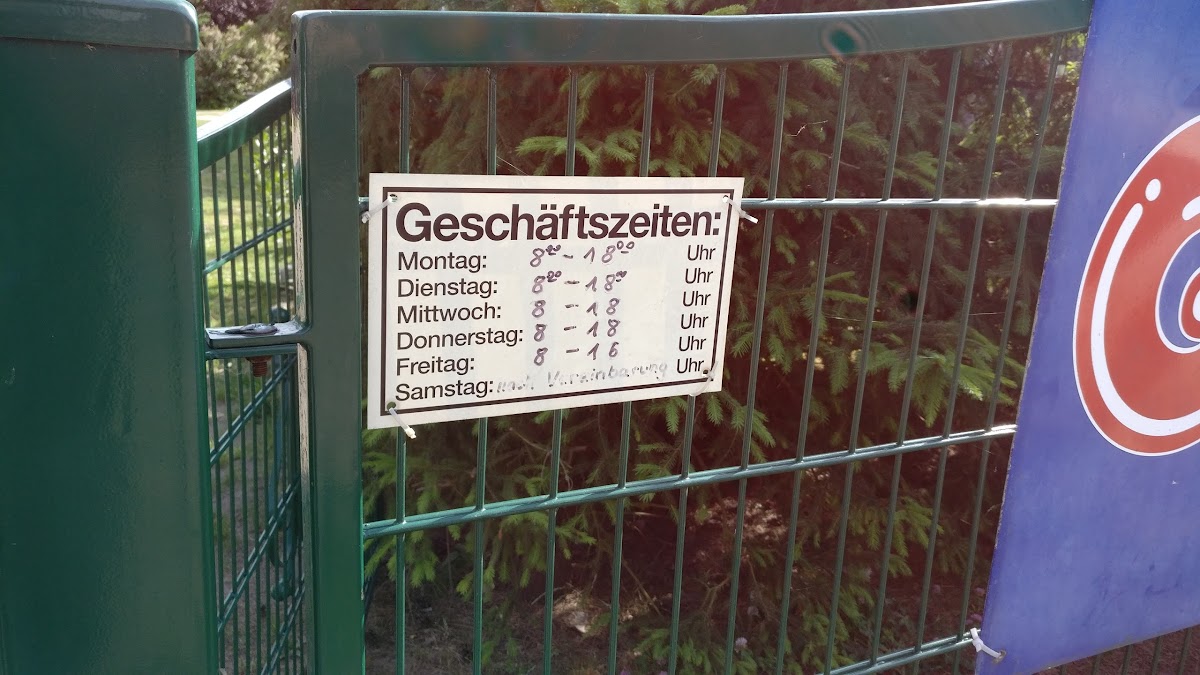 Geschäftszeiten:
Montag: 8⁰⁰ - 18⁰⁰ Uhr
Dienstag: 8⁰⁰ - 18⁰⁰ Uhr
Mittwoch: 8 - 18 Uhr
Donnerstag: 8 - 18 Uhr
Freitag: 8 - 16 Uhr
Samstag: nach Vereinbarung Uhr